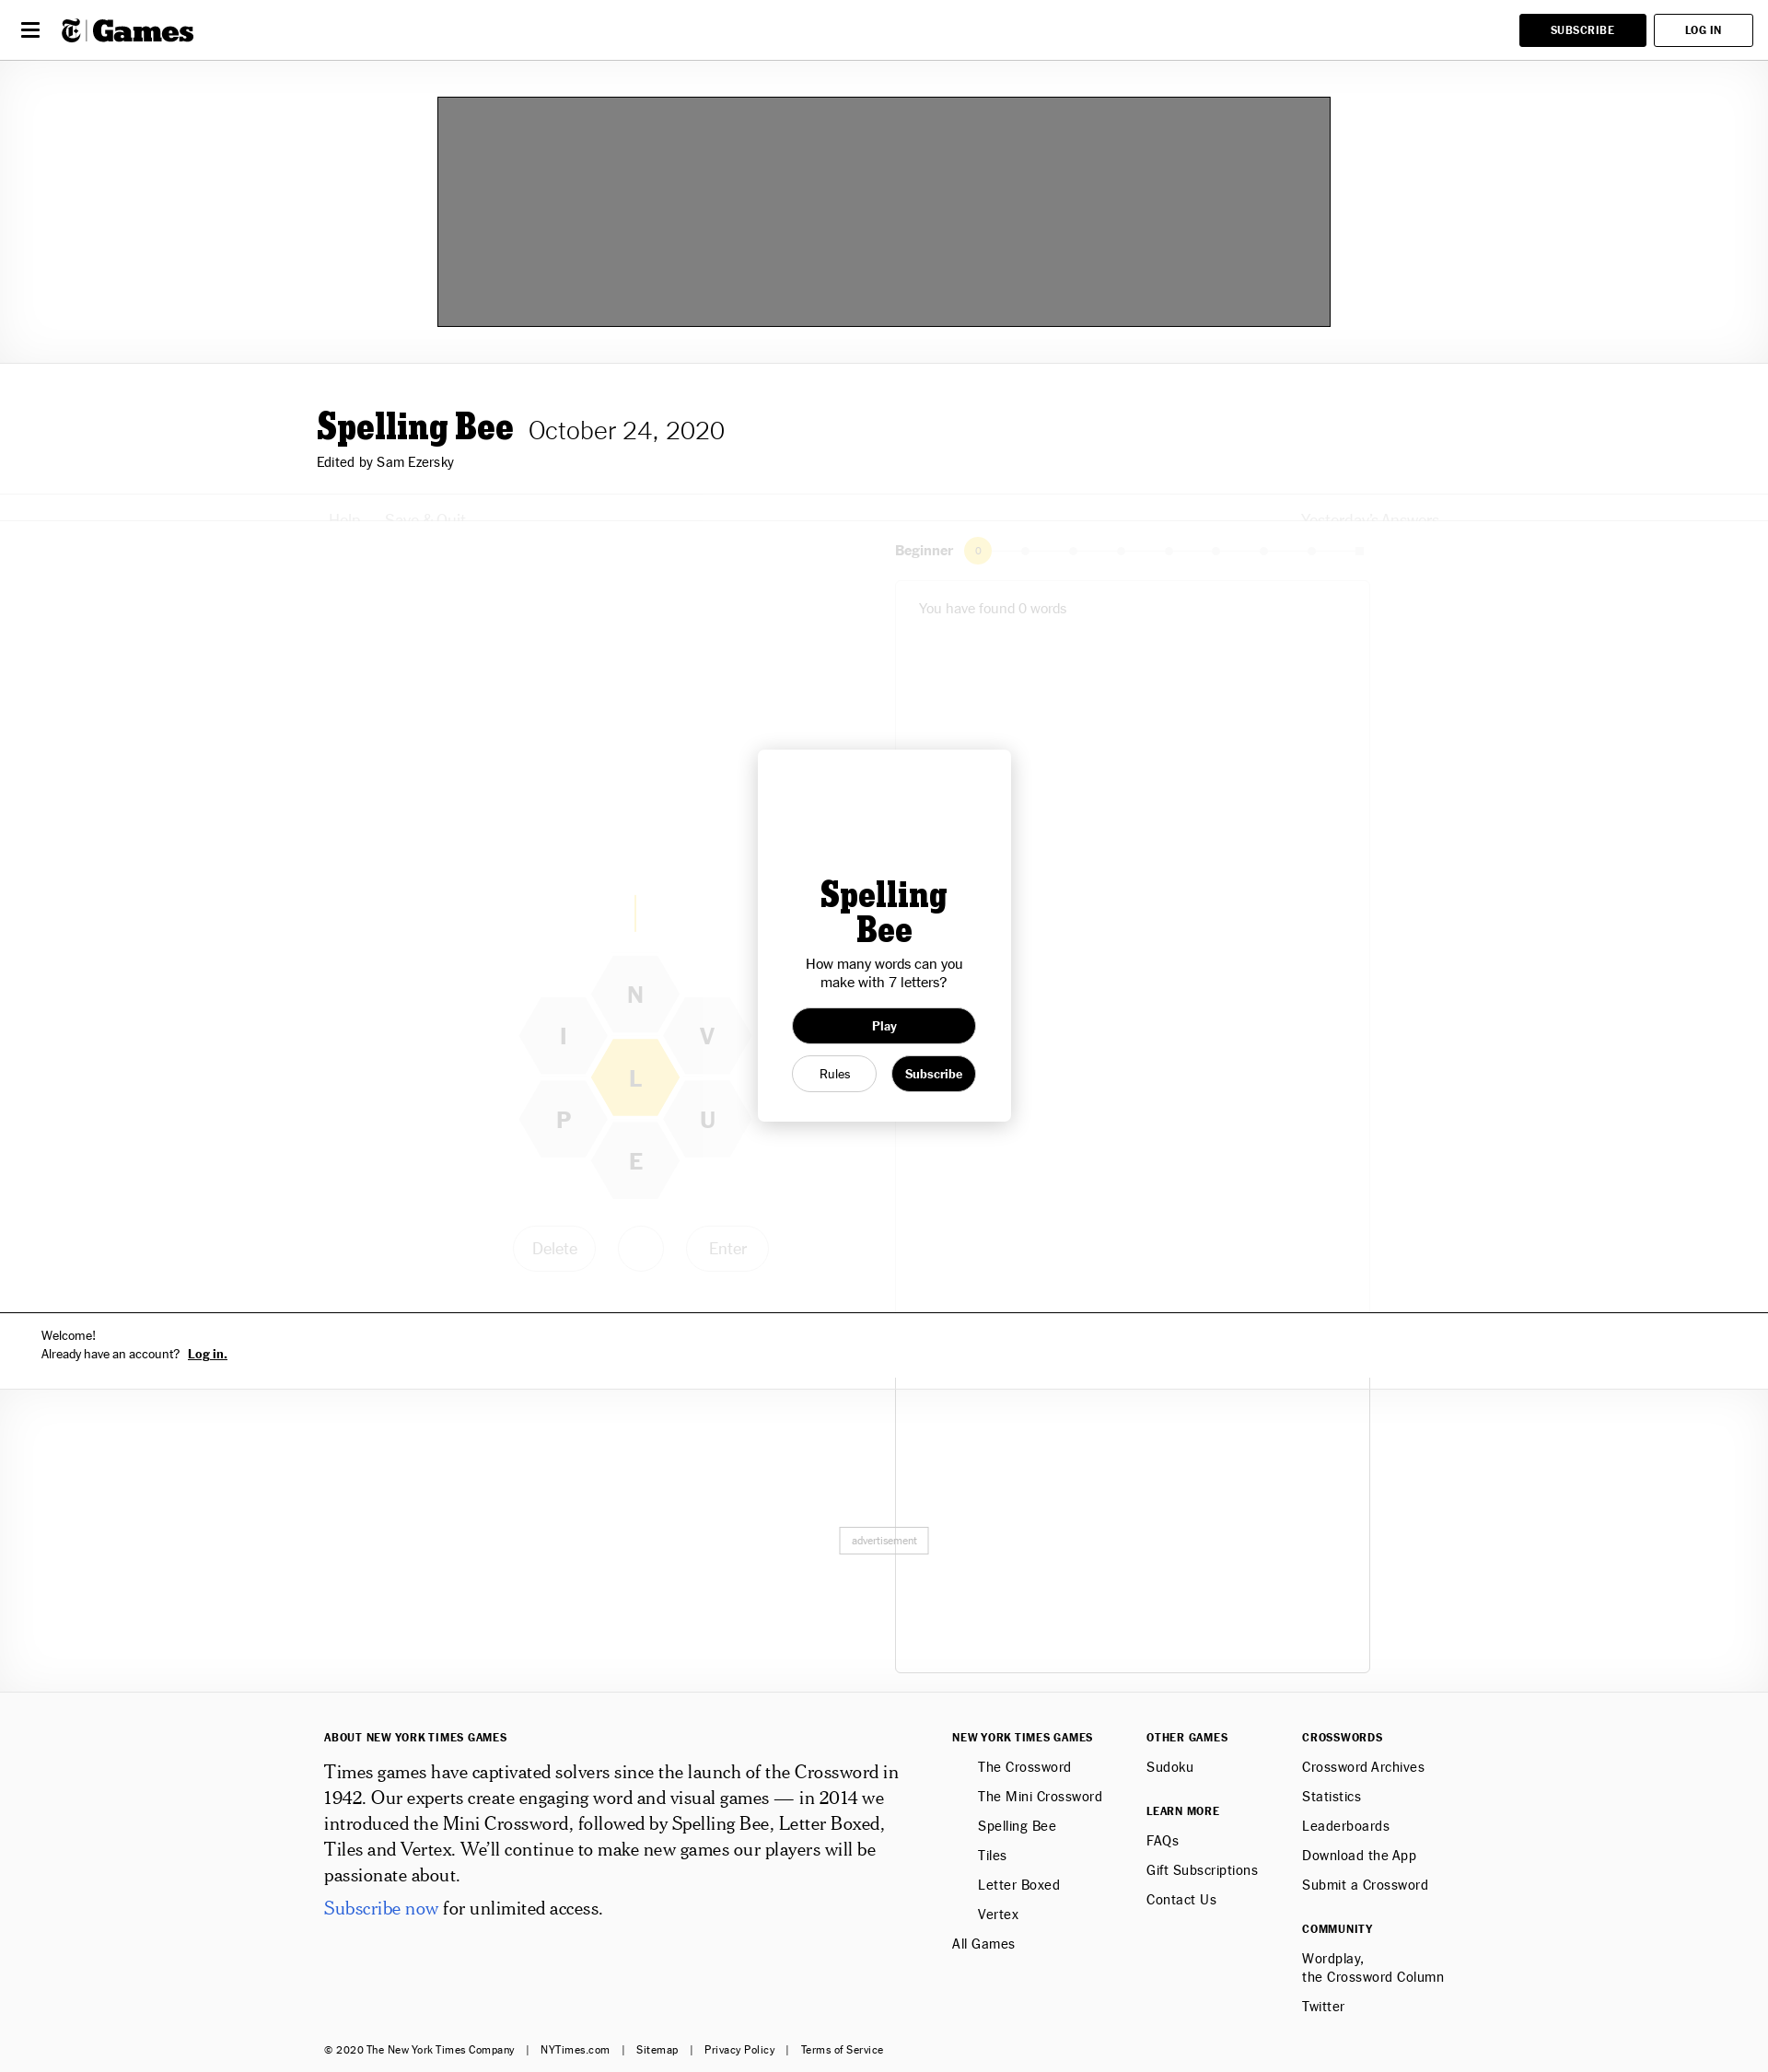 T Games
SUBSCRIBE
LOG IN
Spelling Bee October 24, 2020
Edited by Sam Ezersky
Help Save & Quit Yesterday's Answers
Beginner 0
You have found 0 words
Spelling
Bee
How many words can you
make with 7 letters?
Play
Rules Subscribe
N
I V
L
P U
E
Delete Enter
Welcome!
Already have an account? Log in.
advertisement
ABOUT NEW YORK TIMES GAMES
Times games have captivated solvers since the launch of the Crossword in
1942. Our experts create engaging word and visual games — in 2014 we
introduced the Mini Crossword, followed by Spelling Bee, Letter Boxed,
Tiles and Vertex. We’ll continue to make new games our players will be
passionate about.
Subscribe now for unlimited access.
NEW YORK TIMES GAMES
The Crossword
The Mini Crossword
Spelling Bee
Tiles
Letter Boxed
Vertex
All Games
OTHER GAMES
Sudoku
LEARN MORE
FAQs
Gift Subscriptions
Contact Us
CROSSWORDS
Crossword Archives
Statistics
Leaderboards
Download the App
Submit a Crossword
COMMUNITY
Wordplay,
the Crossword Column
Twitter
© 2020 The New York Times Company | NYTimes.com | Sitemap | Privacy Policy | Terms of Service